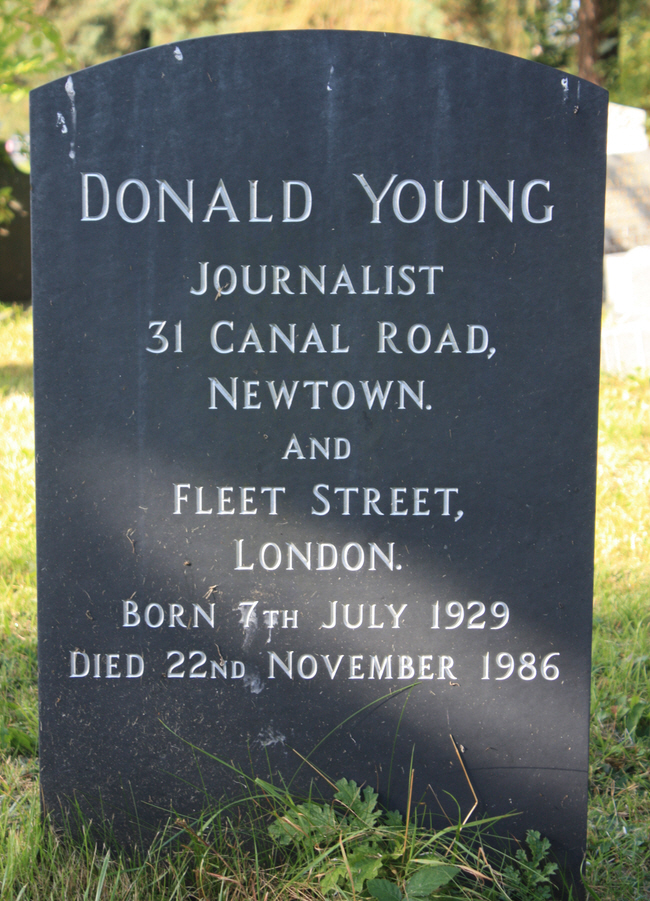 DONALD YOUNG
JOURNALIST
31 CANAL ROAD,
NEWTOWN.
AND
FLEET STREET,
LONDON.
BORN 7TH JULY 1929
DIED 22ND NOVEMBER 1986